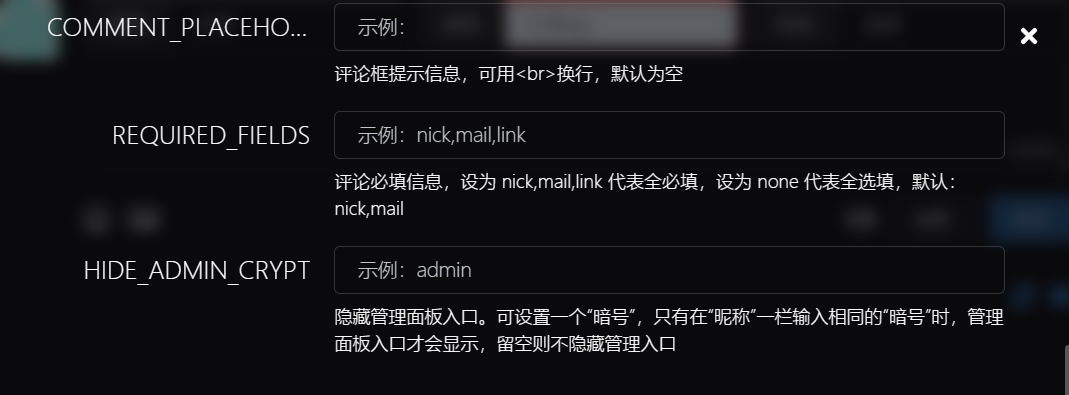 COMMENT_PLACEHO...
示例：
评论框提示信息，可用<br>换行，默认为空
REQUIRED_FIELDS
示例：nick,mail,link
评论必填信息，设为 nick,mail,link 代表全必填，设为 none 代表全选填，默认：
nick,mail
HIDE_ADMIN_CRYPT
示例：admin
隐藏管理面板入口。可设置一个“暗号”，只有在“昵称”一栏输入相同的“暗号”时，管理
面板入口才会显示，留空则不隐藏管理入口